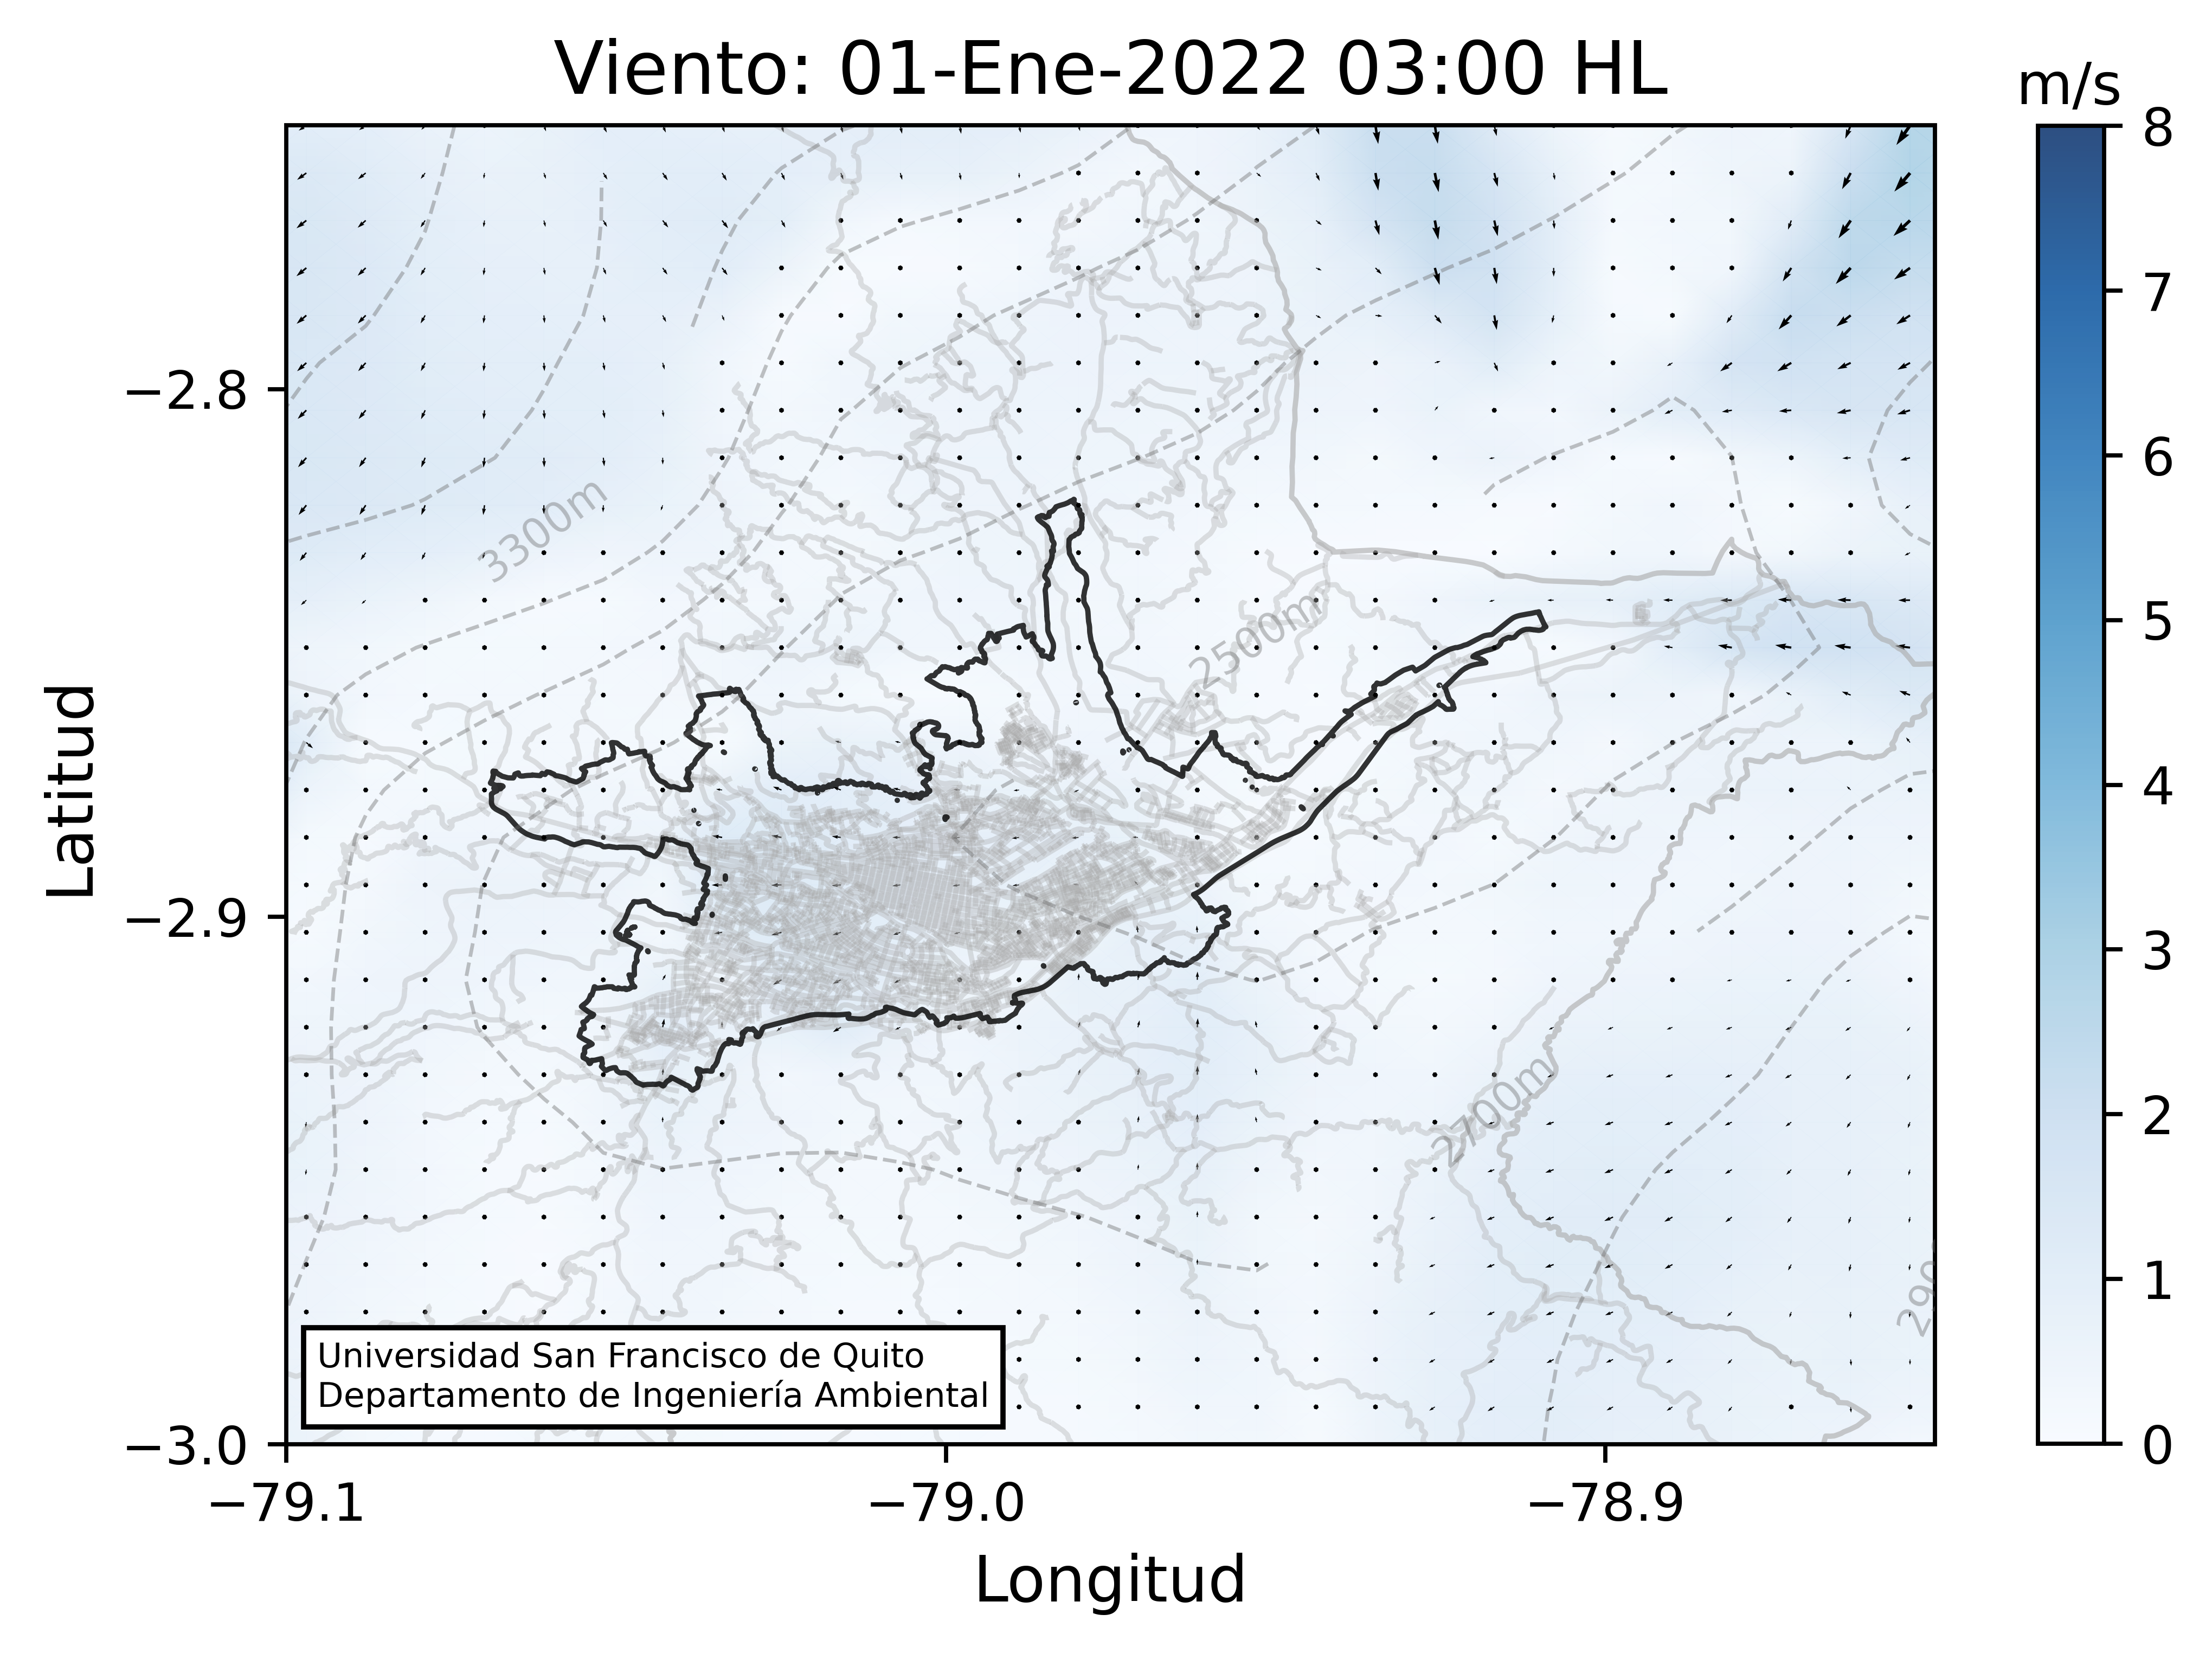 Viento: 01-Ene-2022 03:00 HL
m/s
8
7
6
5
4
3
2
1
0
Latitud
−2.8
−2.9
−3.0
3300m
2500m
2700m
Universidad San Francisco de Quito
Departamento de Ingeniería Ambiental
−79.1
−79.0
−78.9
Longitud